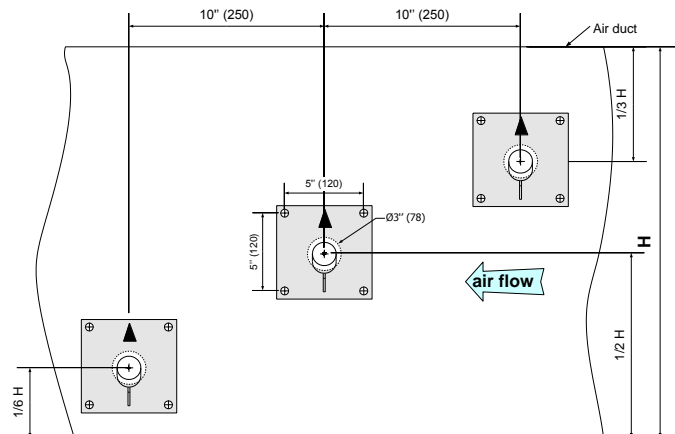 10" (250)
10" (250)
Air duct
1/3 H
5" (120)
Ø3" (78)
5" (120)
H
air flow
1/2 H
1/6 H